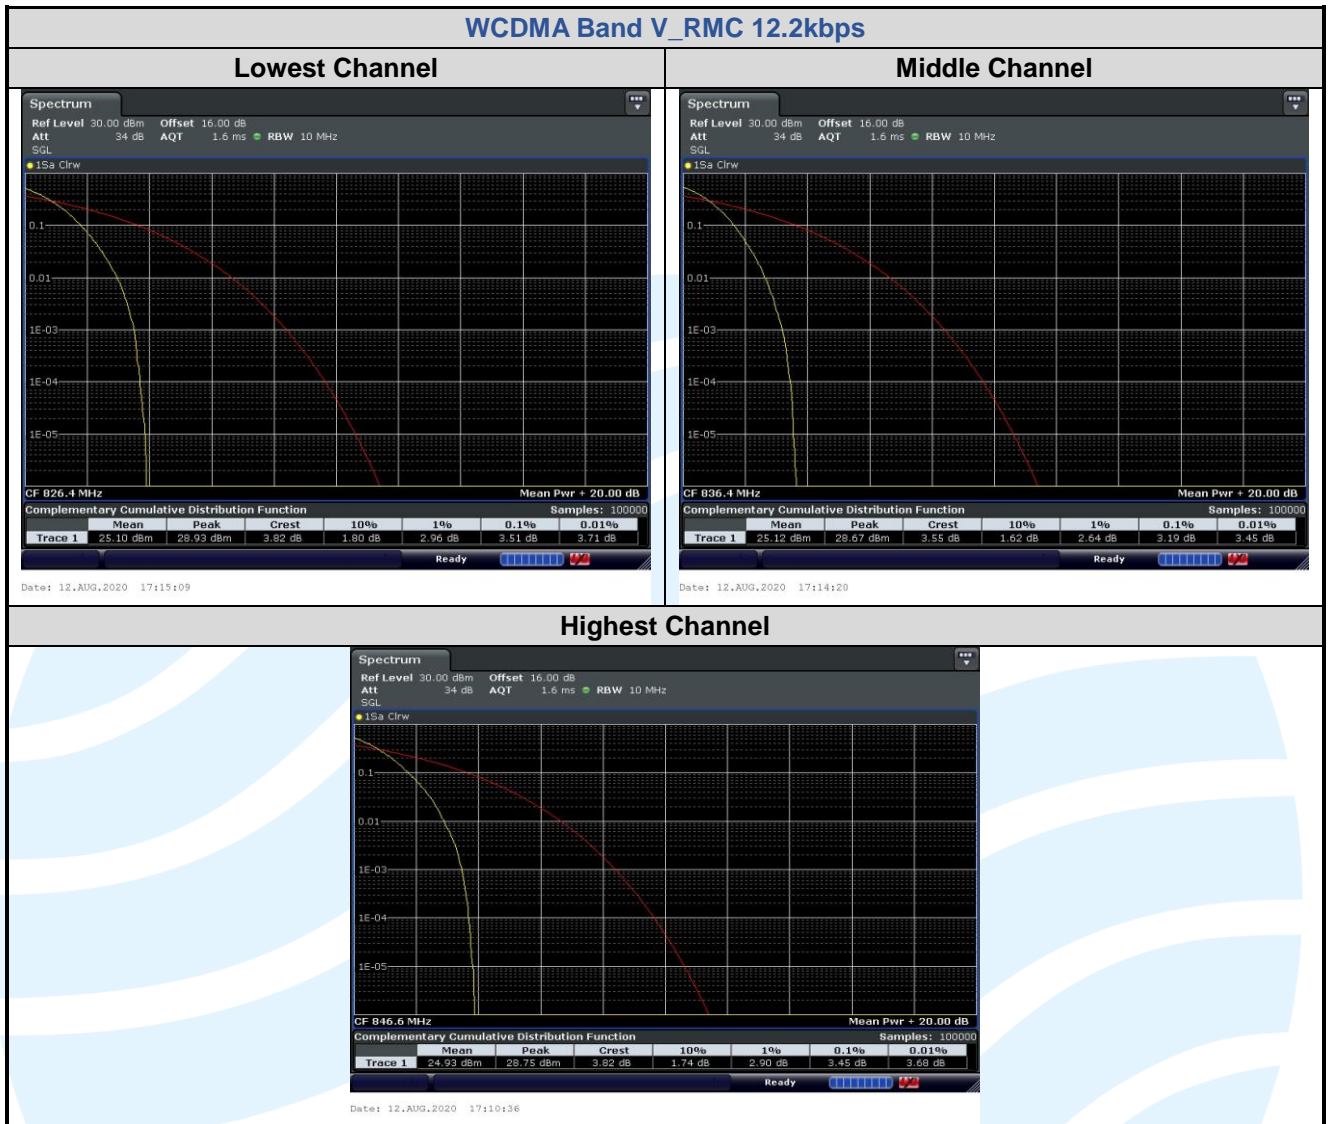 WCDMA Band V_RMC 12.2kbps
Lowest Channel
Middle Channel
Spectrum
Ref Level 30.00 dBm Offset 16.00 dB
Att 34 dB AQT 1.6 ms RBW 10 MHz
SGL
1Sa Clrw
0.1
0.01
1E-03
1E-04
1E-05
CF 826.4 MHz Mean Pwr + 20.00 dB
Complementary Cumulative Distribution Function Samples: 100000
Mean Peak Crest 10% 1% 0.1% 0.01%
Trace 1 25.10 dBm 28.93 dBm 3.82 dB 1.80 dB 2.96 dB 3.51 dB 3.71 dB
Ready
Date: 12.AUG.2020 17:15:09
Spectrum
Ref Level 30.00 dBm Offset 16.00 dB
Att 34 dB AQT 1.6 ms RBW 10 MHz
SGL
1Sa Clrw
0.1
0.01
1E-03
1E-04
1E-05
CF 836.4 MHz Mean Pwr + 20.00 dB
Complementary Cumulative Distribution Function Samples: 100000
Mean Peak Crest 10% 1% 0.1% 0.01%
Trace 1 25.12 dBm 28.67 dBm 3.55 dB 1.62 dB 2.64 dB 3.19 dB 3.45 dB
Ready
Date: 12.AUG.2020 17:14:20
Highest Channel
Spectrum
Ref Level 30.00 dBm Offset 16.00 dB
Att 34 dB AQT 1.6 ms RBW 10 MHz
SGL
1Sa Clrw
0.1
0.01
1E-03
1E-04
1E-05
CF 846.6 MHz Mean Pwr + 20.00 dB
Complementary Cumulative Distribution Function Samples: 100000
Mean Peak Crest 10% 1% 0.1% 0.01%
Trace 1 24.93 dBm 28.75 dBm 3.82 dB 1.74 dB 2.90 dB 3.45 dB 3.68 dB
Ready
Date: 12.AUG.2020 17:10:36